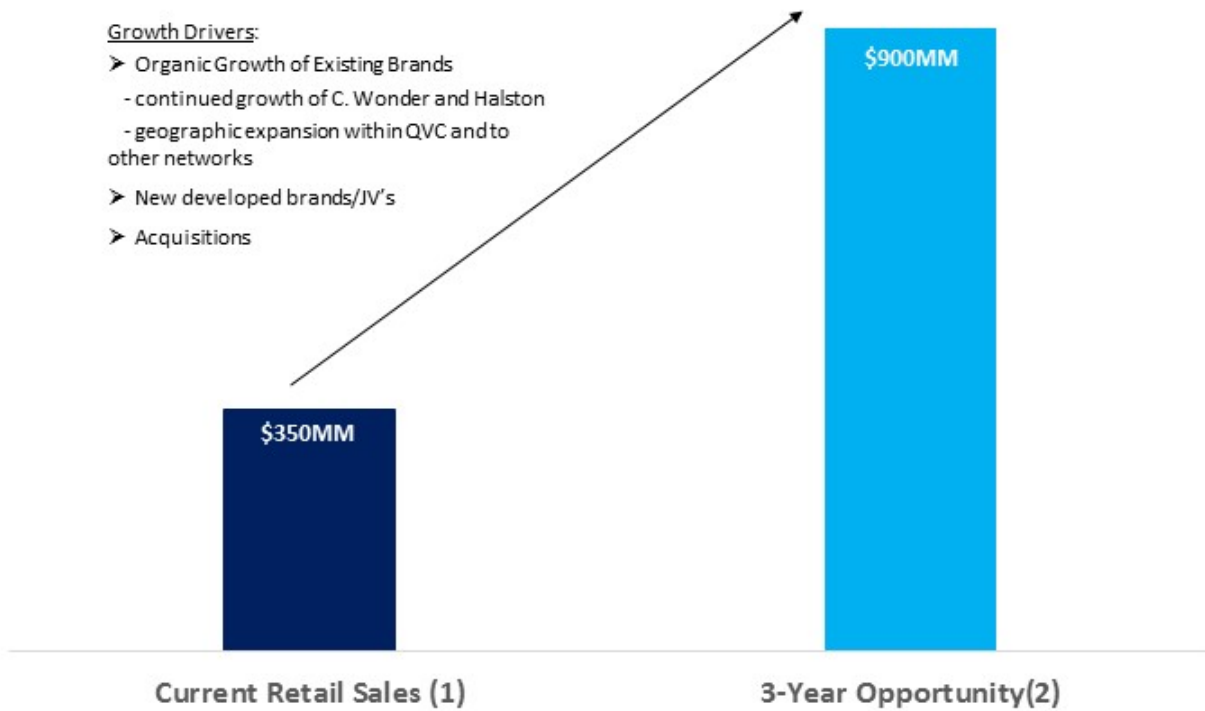 Growth Drivers:
➤ Organic Growth of Existing Brands
- continued growth of C. Wonder and Halston
- geographic expansion within QVC and to
other networks
➤ New developed brands/JV’s
➤ Acquisitions
$900MM
$350MM
Current Retail Sales (1)
3-Year Opportunity(2)